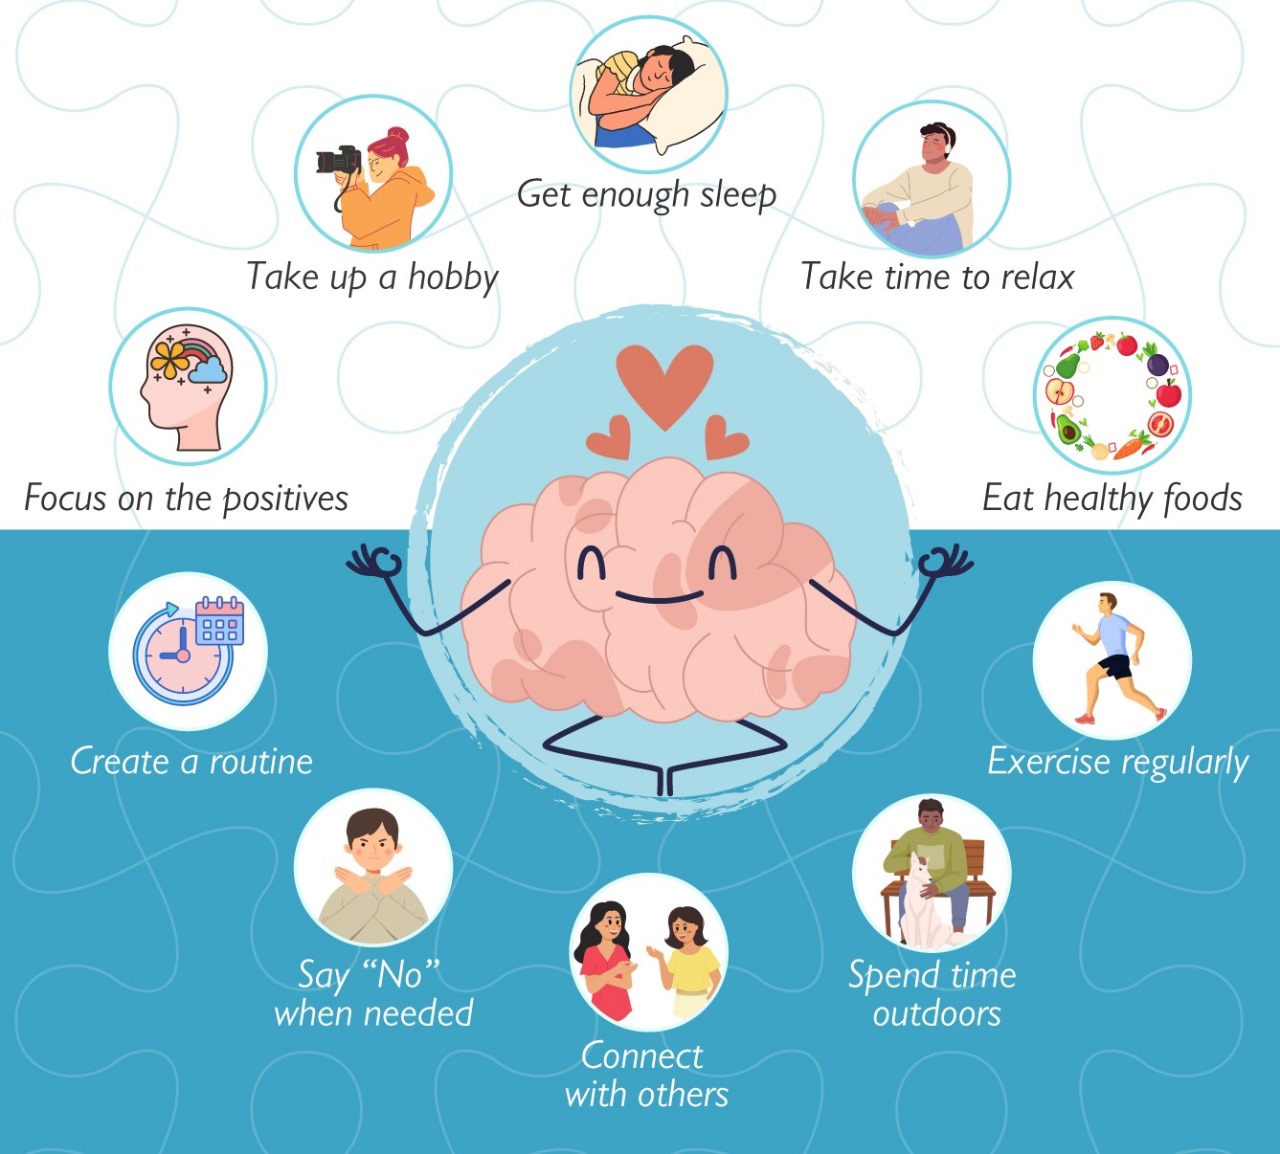 Get enough sleep
Take up a hobby
Take time to relax
Focus on the positives
Eat healthy foods
Create a routine
Exercise regularly
Say “No”
when needed
Spend time
outdoors
Connect
with others